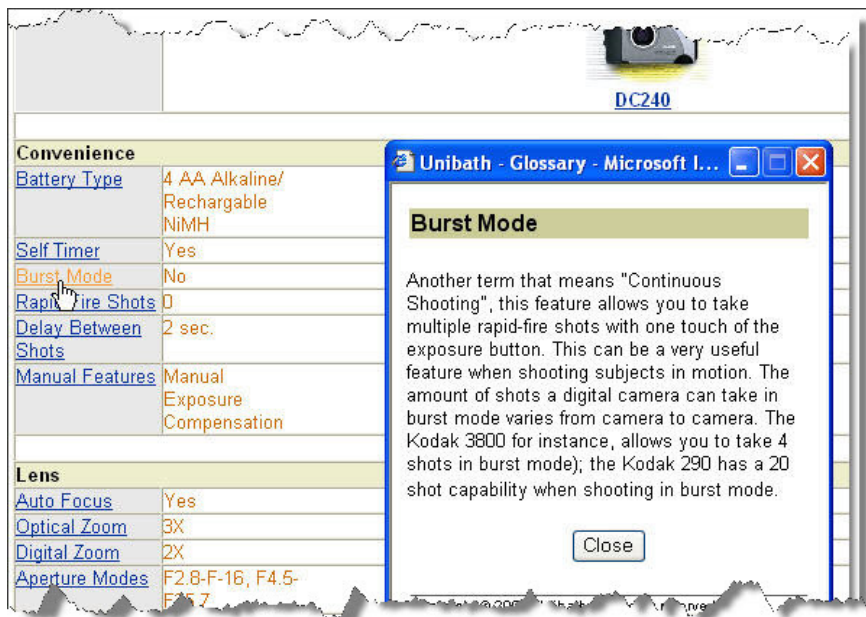 DC240
Convenience
Battery Type 4 AA Alkaline/
Rechargable
NiMH
Self Timer Yes
Burst Mode No
Rapid Fire Shots 0
Delay Between 2 sec.
Shots
Manual Features Manual
Exposure
Compensation
Lens
Auto Focus Yes
Optical Zoom 3X
Digital Zoom 2X
Aperture Modes F2.8-F-16, F4.5-
Unibath - Glossary - Microsoft I...
Burst Mode
Another term that means "Continuous
Shooting", this feature allows you to take
multiple rapid-fire shots with one touch of the
exposure button. This can be a very useful
feature when shooting subjects in motion. The
amount of shots a digital camera can take in
burst mode varies from camera to camera. The
Kodak 3800 for instance, allows you to take 4
shots in burst mode); the Kodak 290 has a 20
shot capability when shooting in burst mode.
Close